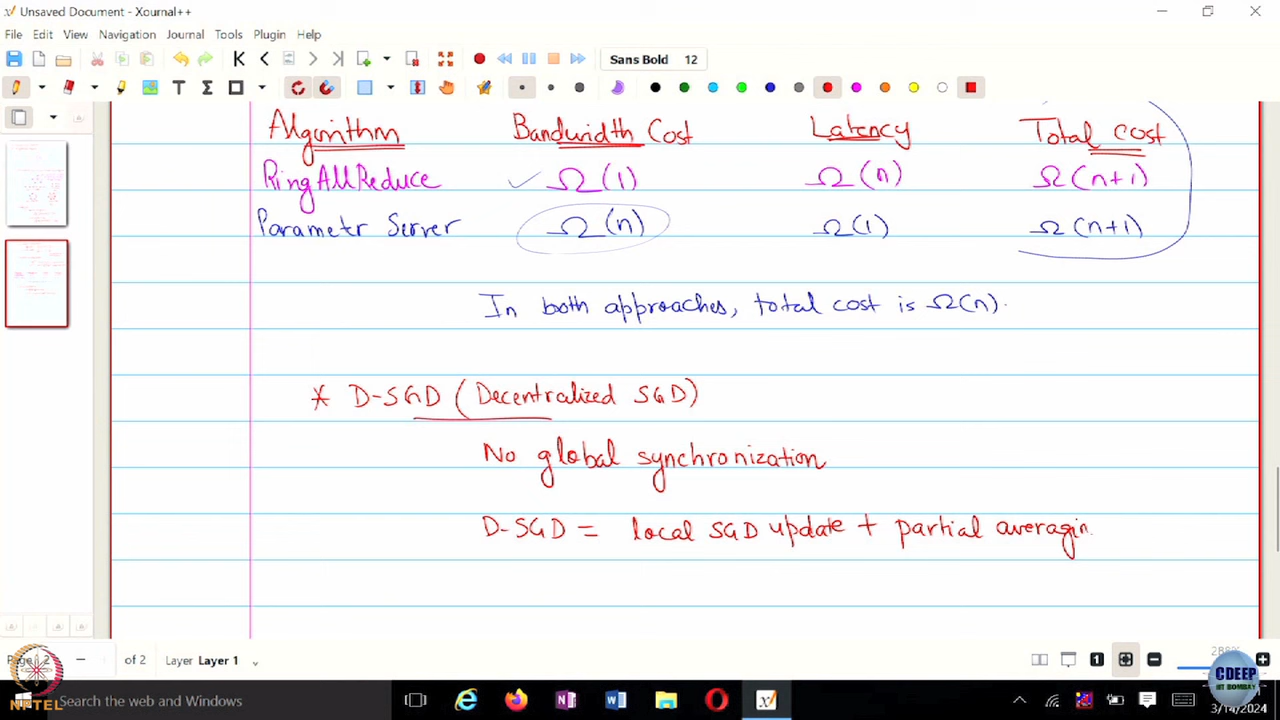 Unsaved Document - Xournal++
File Edit View Navigation Journal Tools Plugin Help
Sans Bold 12
Algorithm Bandwidth Cost Latency Total cost
RingAllReduce Ω(1) Ω(n) Ω(n+1)
Parametr Server Ω(n) Ω(1) Ω(n+1)
In both approaches, total cost is Ω(n).
* D-SGD (Decentralized SGD)
No global synchronization
D-SGD = local SGD update + partial averagin
of 2 Layer Layer 1
288%
Search the web and Windows
NPTEL
CDEEP
IIT BOMBAY
3/14/2024